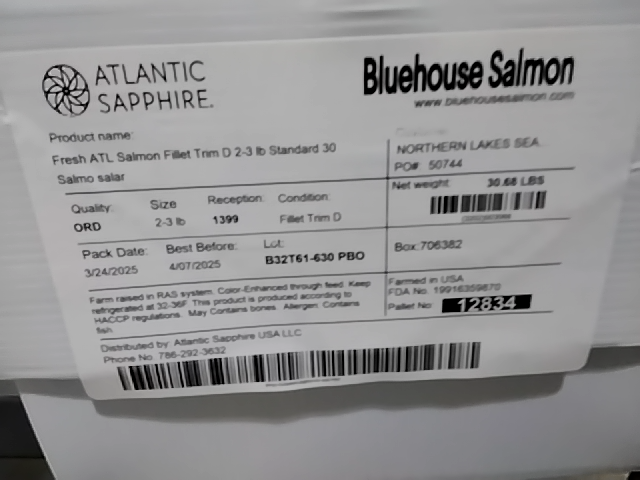 ATLANTIC
SAPPHIRE.
Bluehouse Salmon
www.bluehousesalmon.com
Product name:
Fresh ATL Salmon Fillet Trim D 2-3 lb Standard 30
Salmo salar
NORTHERN LAKES SEA
PO#: 50744
Quality:
ORD
Size
2-3 lb
Reception:
1399
Condition:
Fillet Trim D
Net weight: 30.68 LBS
Pack Date:
3/24/2025
Best Before:
4/07/2025
Lot:
B32T61-630 PBO
Box: 706382
Farm raised in RAS system. Color-Enhanced through feed. Keep
refrigerated at 32-36F This product is produced according to
HACCP regulations. May Contains bones. Allergen: Contains
fish.
Farmed in USA
FDA No. 19916359870
Pallet No: 12834
Distributed by: Atlantic Sapphire USA LLC
Phone No. 786-292-3632